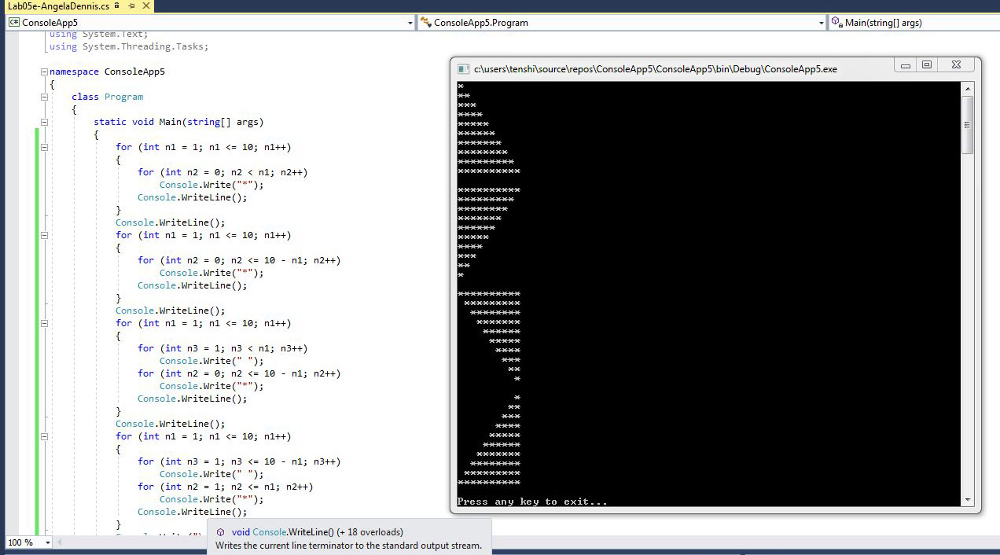 Lab05e-AngelaDennis.cs
C# ConsoleApp5 ConsoleApp5.Program Main(string[] args)
using System.Text;
using System.Threading.Tasks;
namespace ConsoleApp5
{
class Program
{
static void Main(string[] args)
{
for (int n1 = 1; n1 <= 10; n1++)
{
for (int n2 = 0; n2 < n1; n2++)
Console.Write("*");
Console.WriteLine();
}
Console.WriteLine();
for (int n1 = 1; n1 <= 10; n1++)
{
for (int n2 = 0; n2 <= 10 - n1; n2++)
Console.Write("*");
Console.WriteLine();
}
Console.WriteLine();
for (int n1 = 1; n1 <= 10; n1++)
{
for (int n3 = 1; n3 < n1; n3++)
Console.Write(" ");
for (int n2 = 0; n2 <= 10 - n1; n2++)
Console.Write("*");
Console.WriteLine();
}
Console.WriteLine();
for (int n1 = 1; n1 <= 10; n1++)
{
for (int n3 = 1; n3 <= 10 - n1; n3++)
Console.Write(" ");
for (int n2 = 1; n2 <= n1; n2++)
Console.Write("*");
Console.WriteLine();
}
100 %
void Console.WriteLine() (+ 18 overloads)
Writes the current line terminator to the standard output stream.
c:\users\tenshi\source\repos\ConsoleApp5\ConsoleApp5\bin\Debug\ConsoleApp5.exe
*
**
***
****
*****
******
*******
********
*********
**********

**********
*********
********
*******
******
*****
****
***
**
*

**********
 *********
  ********
   *******
    ******
     *****
      ****
       ***
        **
         *

         *
        **
       ***
      ****
     *****
    ******
   *******
  ********
 *********
**********
Press any key to exit...